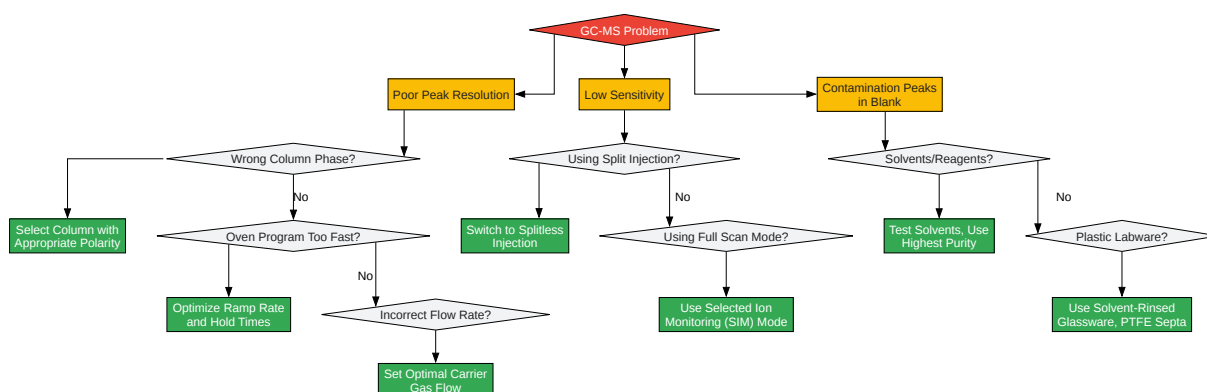 GC-MS Problem
Poor Peak Resolution
Low Sensitivity
Contamination Peaks
in Blank
Wrong Column Phase?
Using Split Injection?
Solvents/Reagents?
No
No
No
Select Column with
Appropriate Polarity
Oven Program Too Fast?
Switch to Splitless
Injection
Using Full Scan Mode?
Test Solvents, Use
Highest Purity
Plastic Labware?
No
Optimize Ramp Rate
and Hold Times
Incorrect Flow Rate?
Use Selected Ion
Monitoring (SIM) Mode
Use Solvent-Rinsed
Glassware, PTFE Septa
Set Optimal Carrier
Gas Flow